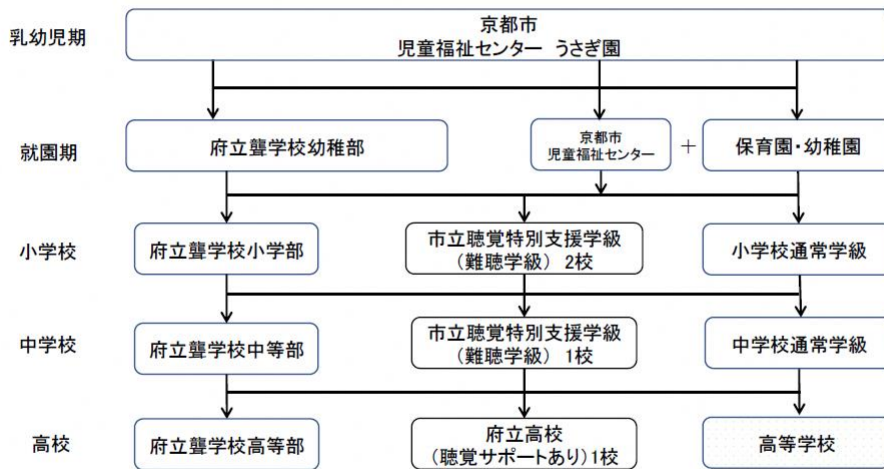 乳幼児期
京都市
児童福祉センター うさぎ園
就園期
府立聾学校幼稚部
京都市
児童福祉センター
+
保育園・幼稚園
小学校
府立聾学校小学部
市立聴覚特別支援学級
(難聴学級) 2校
小学校通常学級
中学校
府立聾学校中等部
市立聴覚特別支援学級
(難聴学級) 1校
中学校通常学級
高校
府立聾学校高等部
府立高校
(聴覚サポートあり)1校
高等学校